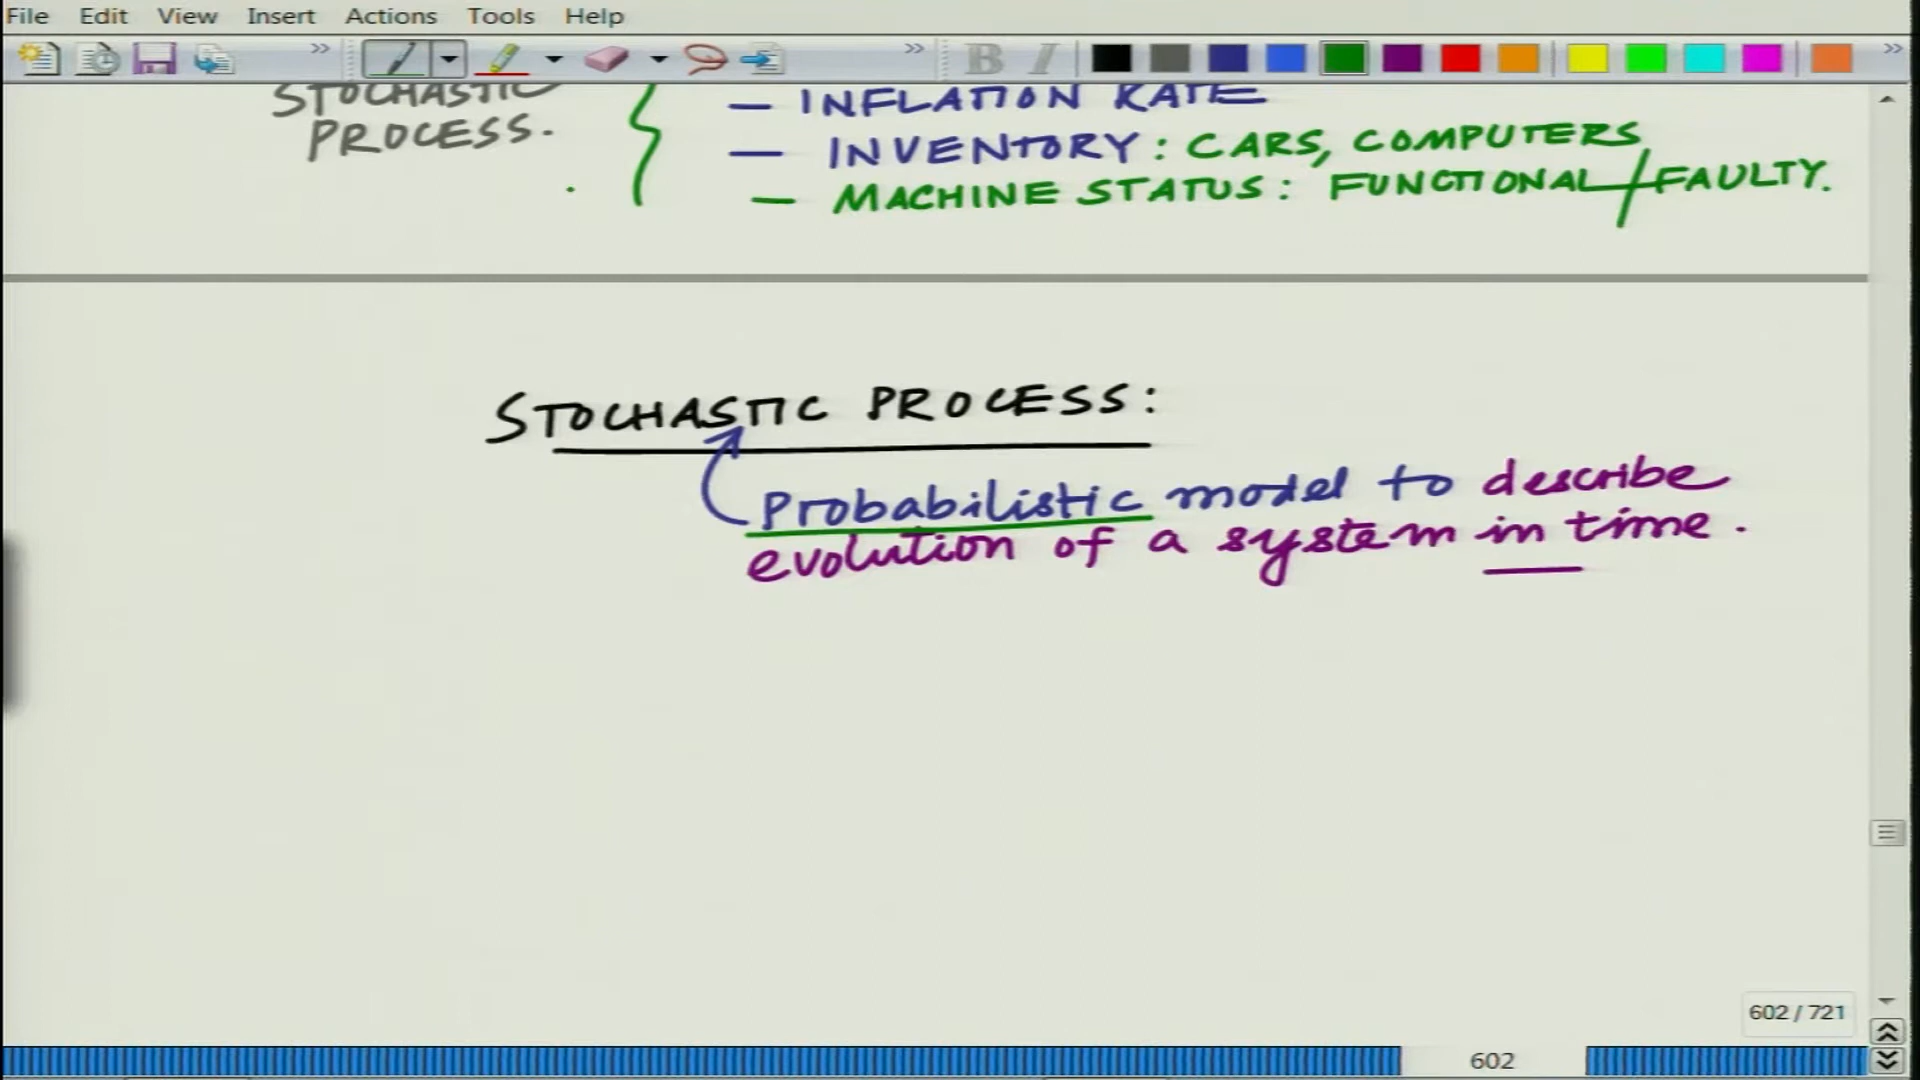 File Edit View Insert Actions Tools Help
B I
STOCHASTIC
PROCESS.
— INFLATION RATE
— INVENTORY: CARS, COMPUTERS
— MACHINE STATUS: FUNCTIONAL/FAULTY.
STOCHASTIC PROCESS:
Probabilistic model to describe
evolution of a system in time.
602 / 721
602